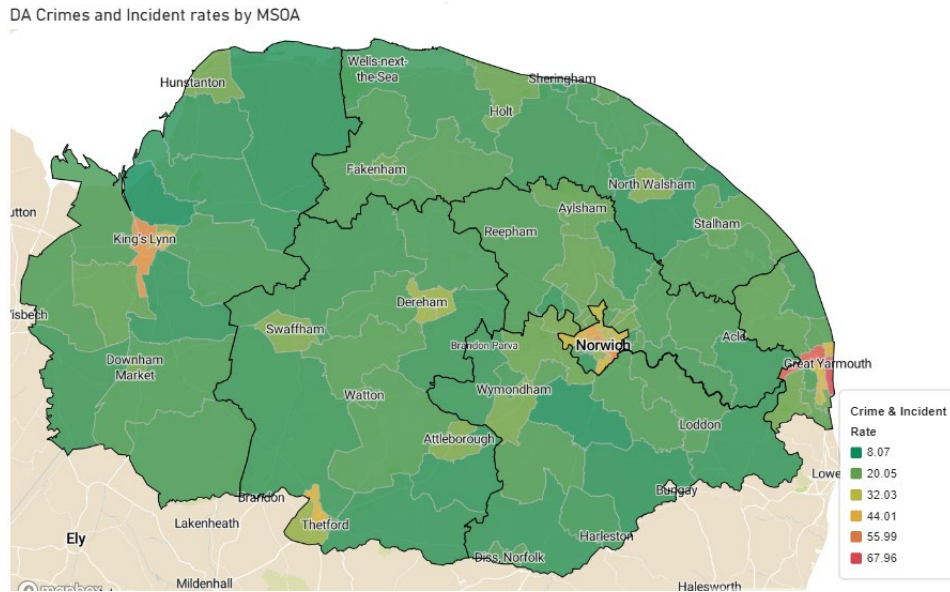 DA Crimes and Incident rates by MSOA
Wells-next-
the-Sea
Sheringham
Hunstanton
Holt
Fakenham
North Walsham
Aylsham
utton
Stalham
Reepham
King's Lynn
Dereham
isbech
Swaffham
Acle
Brandon Parva
Norwich
Downham
Market
Great Yarmouth
Wymondham
Watton
Loddon
Attleborough
Crime & Incident
Rate
8.07
20.05
32.03
44.01
55.99
67.96
Lowe
Bungay
Brandon
Lakenheath
Thetford
Ely
Harleston
Diss, Norfolk
Mildenhall
Halesworth
mapbox